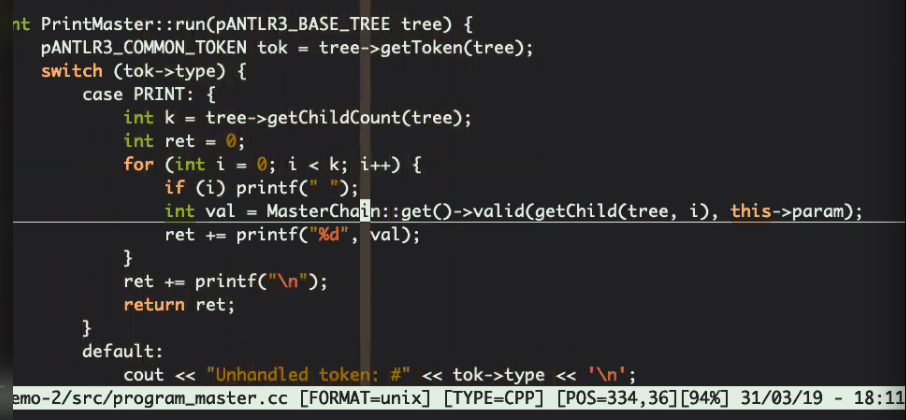 nt PrintMaster::run(pANTLR3_BASE_TREE tree) {
pANTLR3_COMMON_TOKEN tok = tree->getToken(tree);
switch (tok->type) {
case PRINT: {
int k = tree->getChildCount(tree);
int ret = 0;
for (int i = 0; i < k; i++) {
if (i) printf(" ");
int val = MasterChain::get()->valid(getChild(tree, i), this->param);
ret += printf("%d", val);
}
ret += printf("\n");
return ret;
}
default:
cout << "Unhandled token: #" << tok->type << '\n';
emo-2/src/program_master.cc [FORMAT=unix] [TYPE=CPP] [POS=334,36][94%] 31/03/19 - 18:11